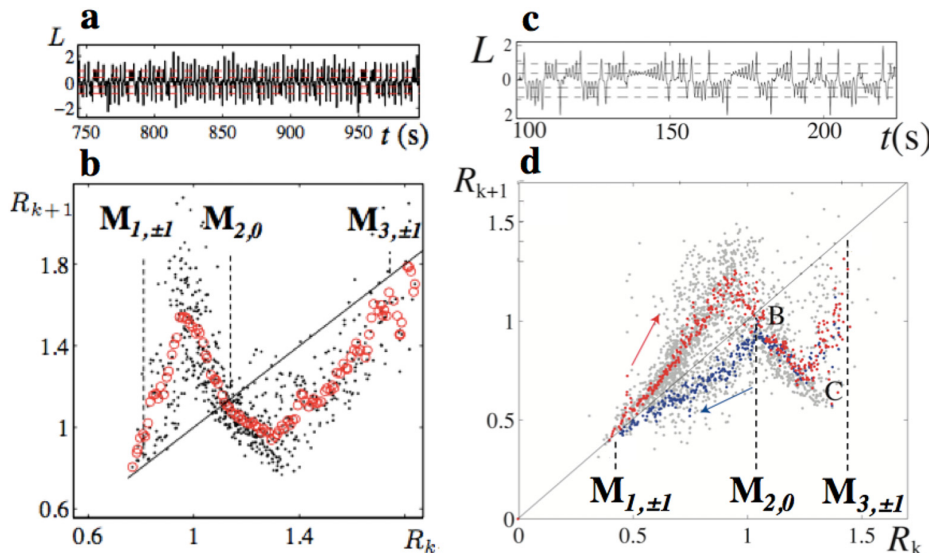 a
L
2
0
−2
750
800
850
900
950
t (s)
b
R_{k+1}
1.8
1.4
1
0.6
M_{1,±1}
M_{2,0}
M_{3,±1}
0.6
1
1.4
R_k
c
L
2
1
0
1
2
100
150
200
t(s)
d
R_{k+1}
1.5
1
0.5
0
B
C
M_{1,±1}
M_{2,0}
M_{3,±1}
0
0.5
1
1.5
R_k